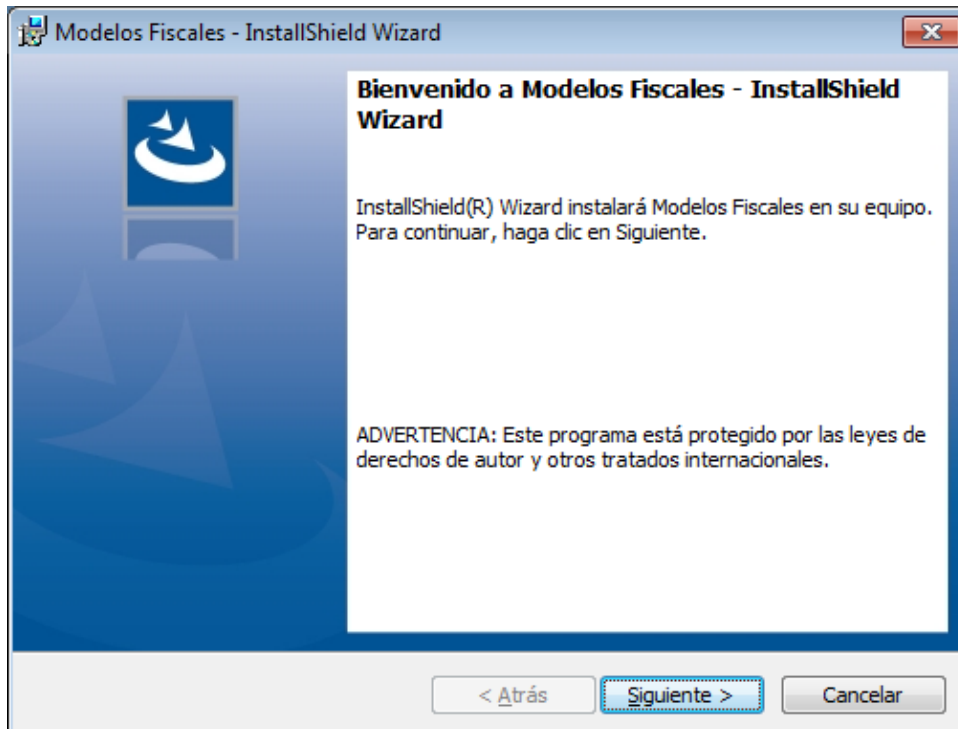 Modelos Fiscales - InstallShield Wizard
Bienvenido a Modelos Fiscales - InstallShield
Wizard
InstallShield(R) Wizard instalará Modelos Fiscales en su equipo.
Para continuar, haga clic en Siguiente.
ADVERTENCIA: Este programa está protegido por las leyes de
derechos de autor y otros tratados internacionales.
< Atrás
Siguiente >
Cancelar